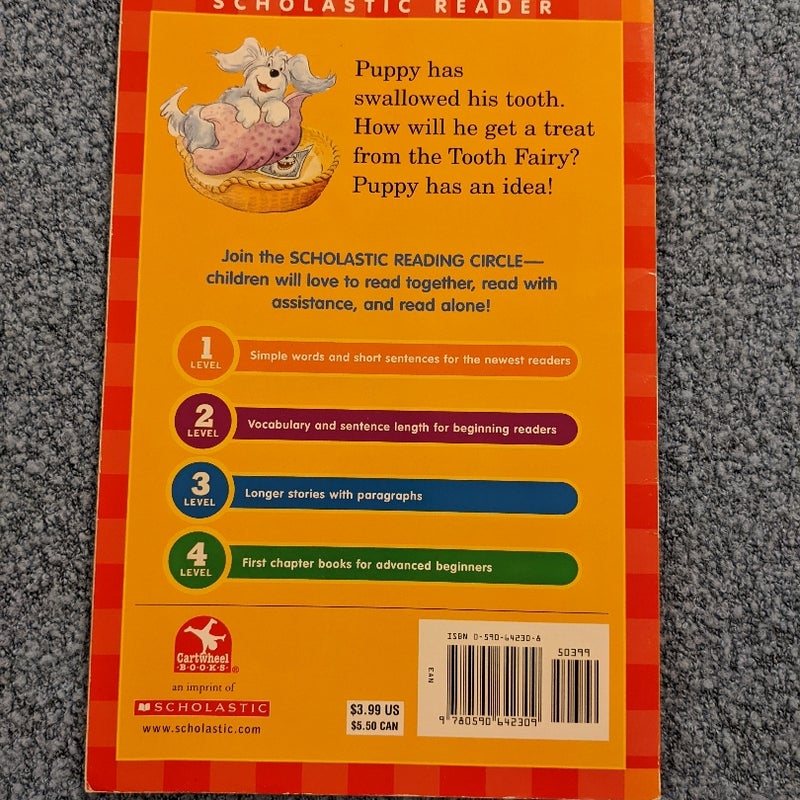 SCHOLASTIC READER
Puppy has
swallowed his tooth.
How will he get a treat
from the Tooth Fairy?
Puppy has an idea!
Join the SCHOLASTIC READING CIRCLE—
children will love to read together, read with
assistance, and read alone!
1 LEVEL Simple words and short sentences for the newest readers
2 LEVEL Vocabulary and sentence length for beginning readers
3 LEVEL Longer stories with paragraphs
4 LEVEL First chapter books for advanced beginners
Cartwheel
·B·O·O·K·S· ®
an imprint of
SCHOLASTIC
www.scholastic.com
$3.99 US
$5.50 CAN
ISBN 0-590-64230-6
50399
EAN
9 780590 642309